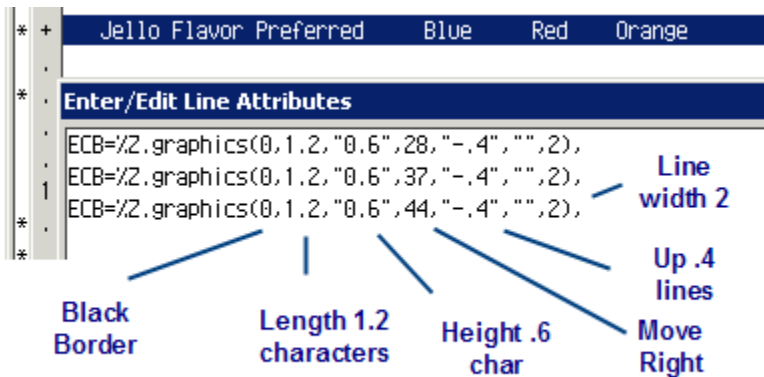 * + Jello Flavor Preferred Blue Red Orange
.
* . Enter/Edit Line Attributes
. ECB=%Z.graphics(0,1.2,"0.6",28,"-.4","",2),
. ECB=%Z.graphics(0,1.2,"0.6",37,"-.4","",2),
1 ECB=%Z.graphics(0,1.2,"0.6",44,"-.4","",2),
* .
*
Line
width 2
Up .4
lines
Black
Border
Length 1.2
characters
Height .6
char
Move
Right